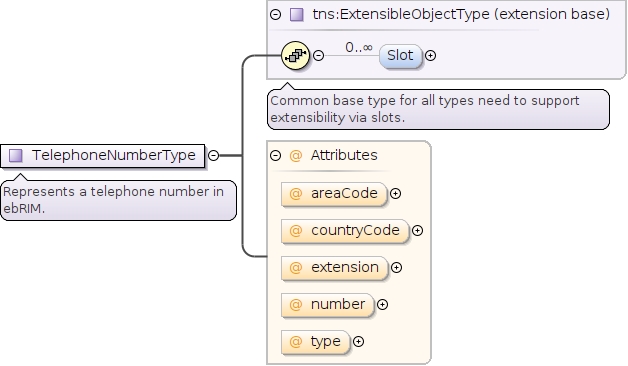 tns:ExtensibleObjectType (extension base)
0..∞
Slot
Common base type for all types need to support
extensibility via slots.
TelephoneNumberType
Represents a telephone number in
ebRIM.
@ Attributes
@ areaCode
@ countryCode
@ extension
@ number
@ type